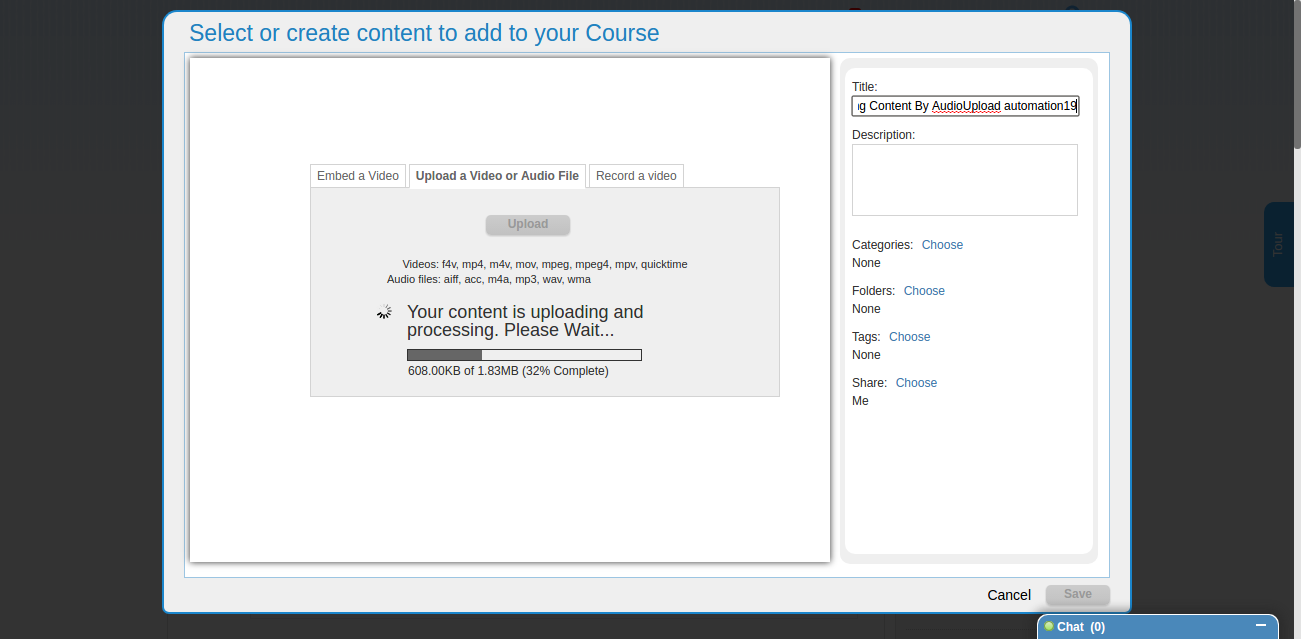 Select or create content to add to your Course
Embed a Video
Upload a Video or Audio File
Record a video
Upload
Videos: f4v, mp4, m4v, mov, mpeg, mpeg4, mpv, quicktime
Audio files: aiff, acc, m4a, mp3, wav, wma
Your content is uploading and
processing. Please Wait...
608.00KB of 1.83MB (32% Complete)
Title:
g Content By AudioUpload automation19
Description:
Categories: Choose
None
Folders: Choose
None
Tags: Choose
None
Share: Choose
Me
Tour
Cancel
Save
Chat (0)